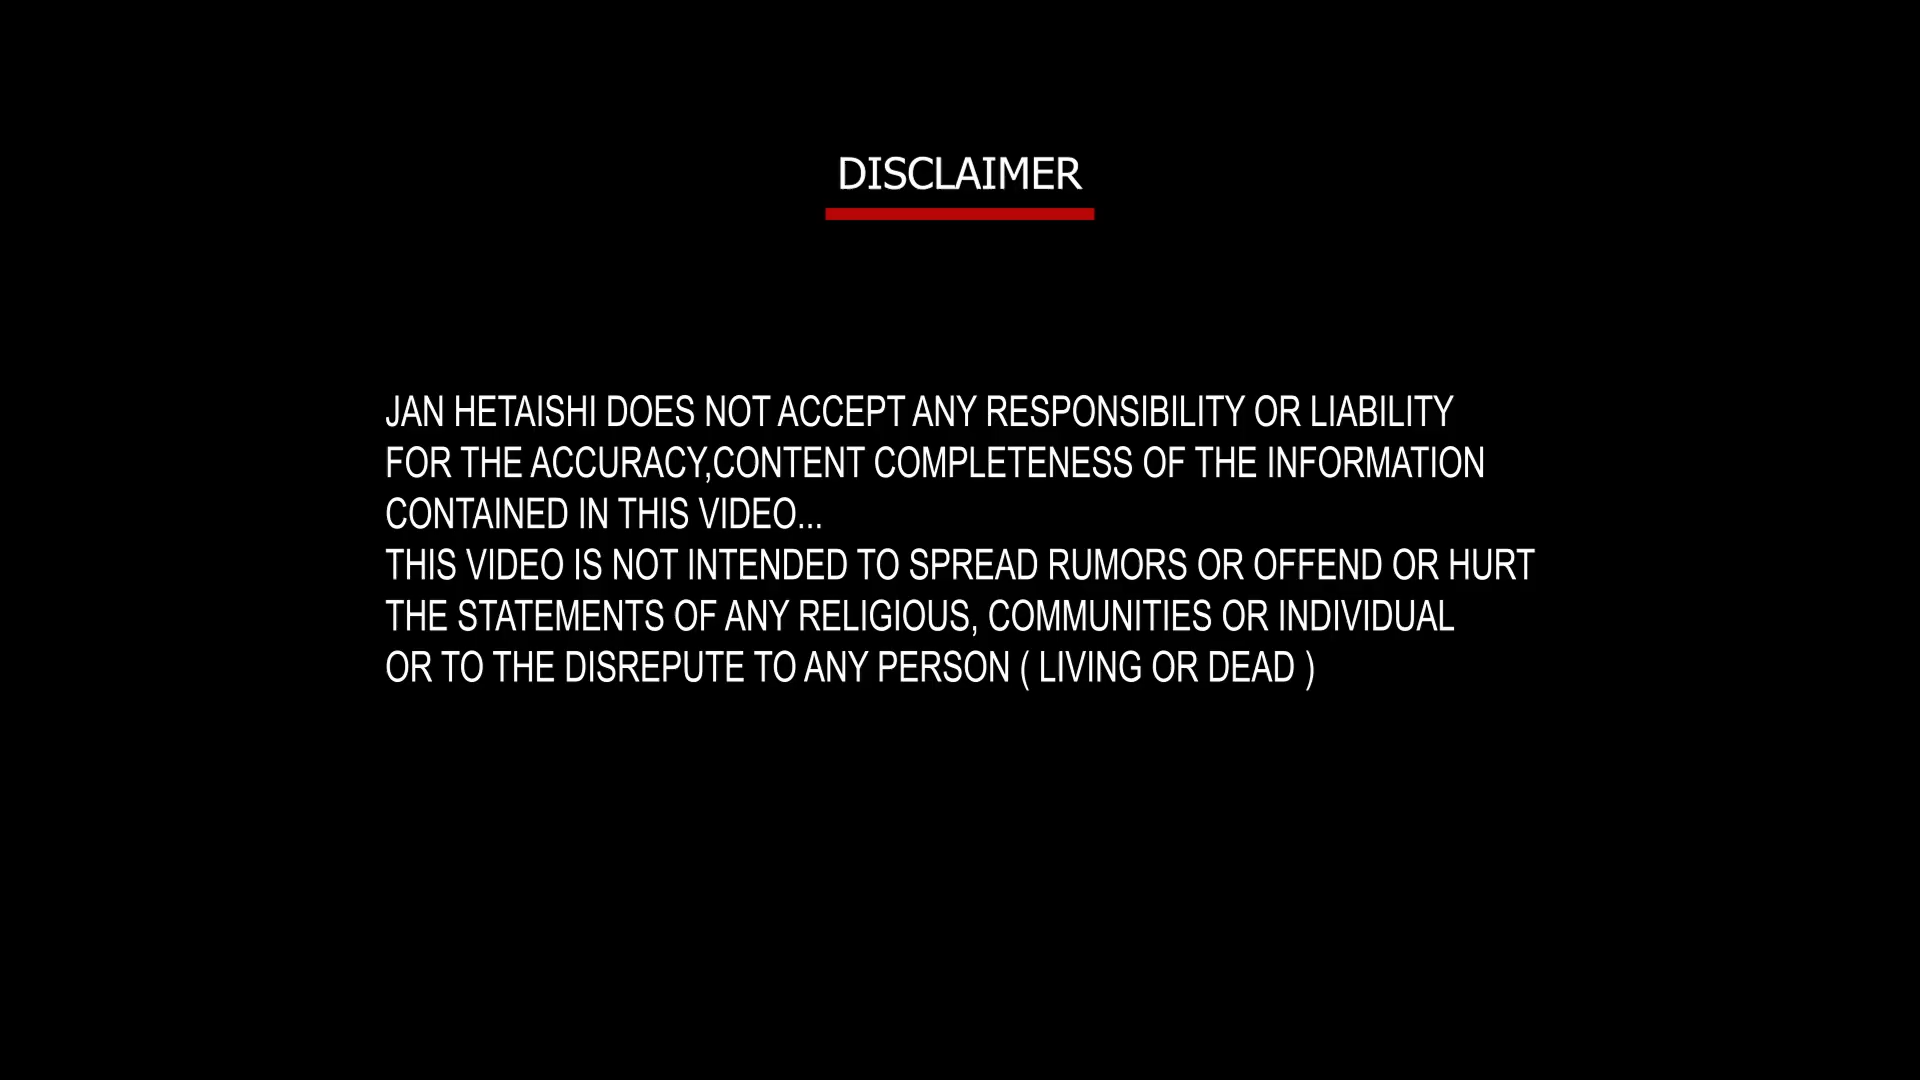 DISCLAIMER
JAN HETAISHI DOES NOT ACCEPT ANY RESPONSIBILITY OR LIABILITY
FOR THE ACCURACY,CONTENT COMPLETENESS OF THE INFORMATION
CONTAINED IN THIS VIDEO...
THIS VIDEO IS NOT INTENDED TO SPREAD RUMORS OR OFFEND OR HURT
THE STATEMENTS OF ANY RELIGIOUS, COMMUNITIES OR INDIVIDUAL
OR TO THE DISREPUTE TO ANY PERSON ( LIVING OR DEAD )